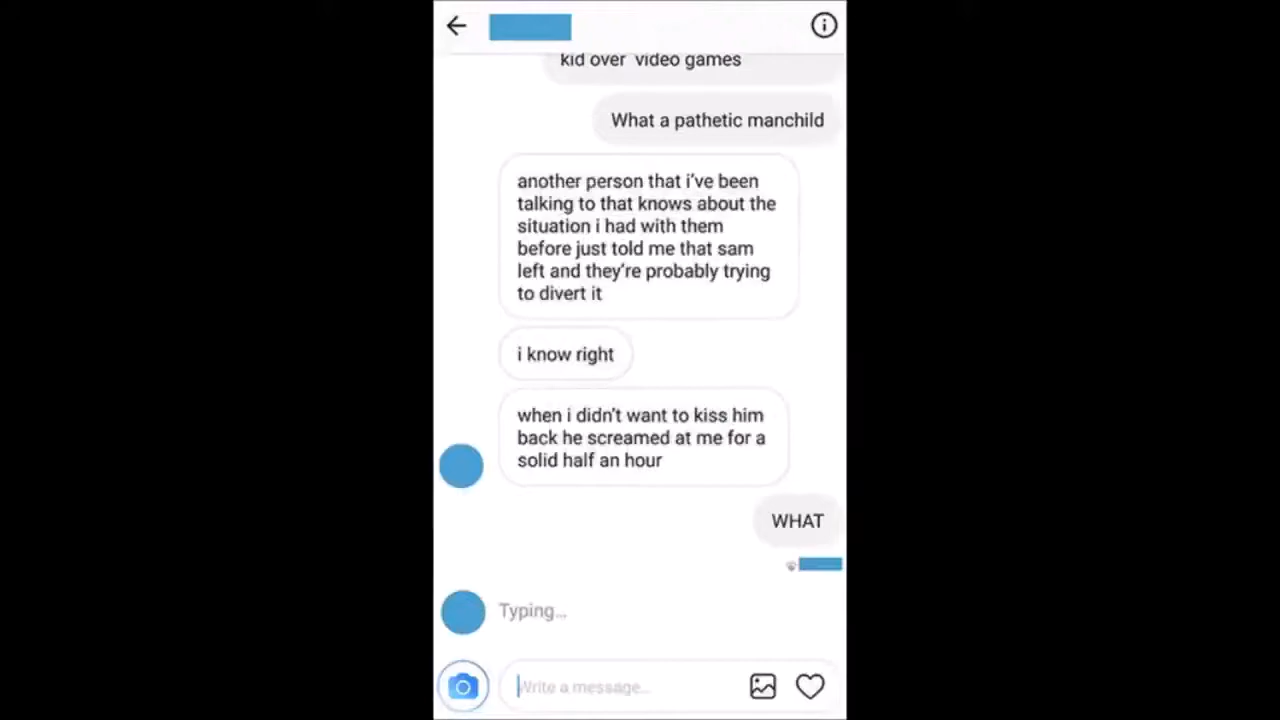 kid over video games
What a pathetic manchild
another person that i've been
talking to that knows about the
situation i had with them
before just told me that sam
left and they're probably trying
to divert it
i know right
when i didn't want to kiss him
back he screamed at me for a
solid half an hour
WHAT
Typing...
Write a message...